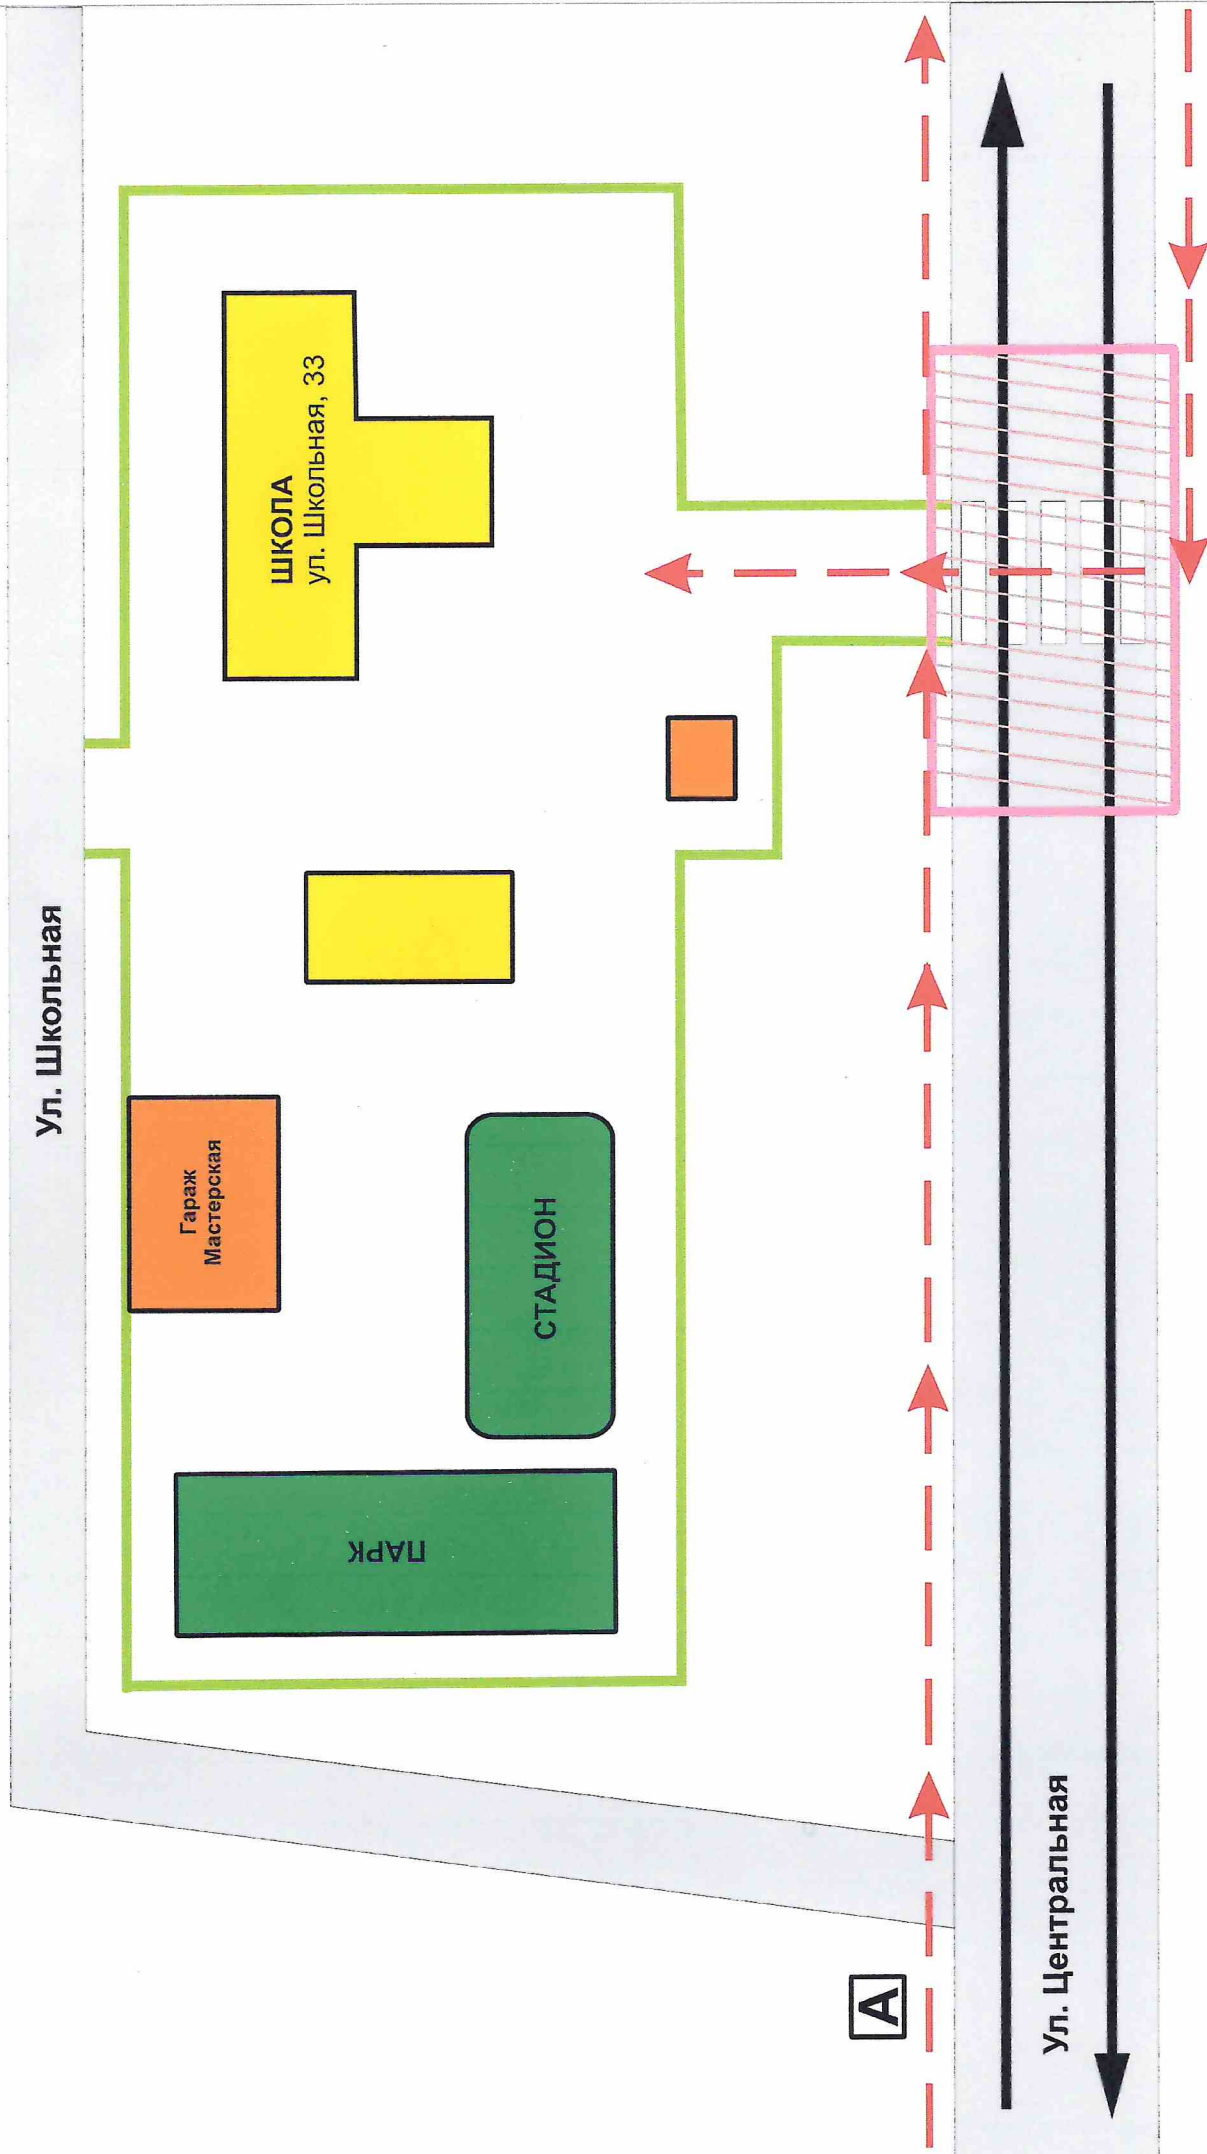 Ул. Школьная
ШКОЛА
ул. Школьная, 33
Гараж
Мастерская
СТАДИОН
ПАРК
А
Ул. Центральная